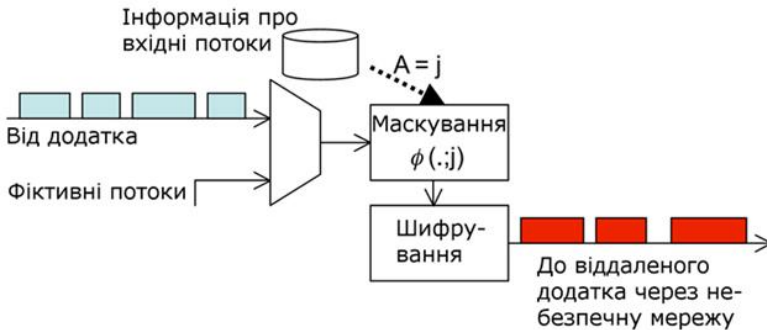 Інформація про
вхідні потоки
A = j
Від додатка
Маскування
ϕ (.;j)
Фіктивні потоки
Шифру-
вання
До віддаленого
додатка через не-
безпечну мережу